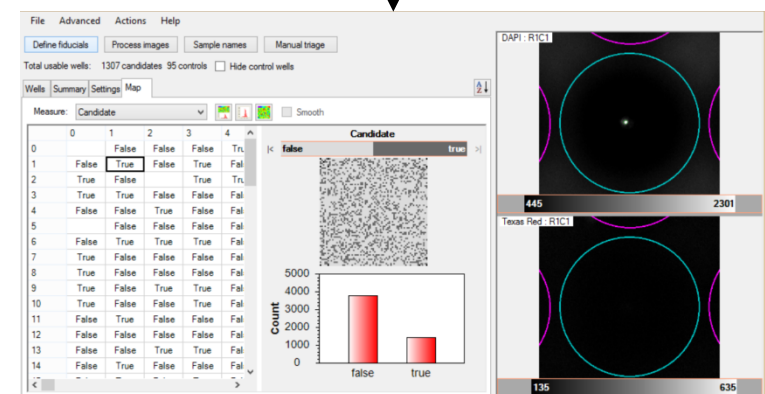 File Advanced Actions Help
Define fiducials Process images Sample names Manual triage
Total usable wells: 1307 candidates 95 controls Hide control wells
Wells Summary Settings Map
Measure: Candidate Smooth
0 1 2 3 4
0 False False False Tru
1 False True False True Fal
2 True False True Tru
3 True True False False Fal
4 False False True False Fal
5 False False False Fal
6 False True True True Fal
7 True False False False Fal
8 True False False False Fal
9 True False True True Fal
10 True False False False Fal
11 False True False False Fal
12 False False False False Fal
13 False False True True Fal
14 False True False False Fal
Candidate
|< false true >|
5000
4000
3000
2000
1000
0
Count
false true
DAPI : R1C1
445 2301
Texas Red : R1C1
135 635